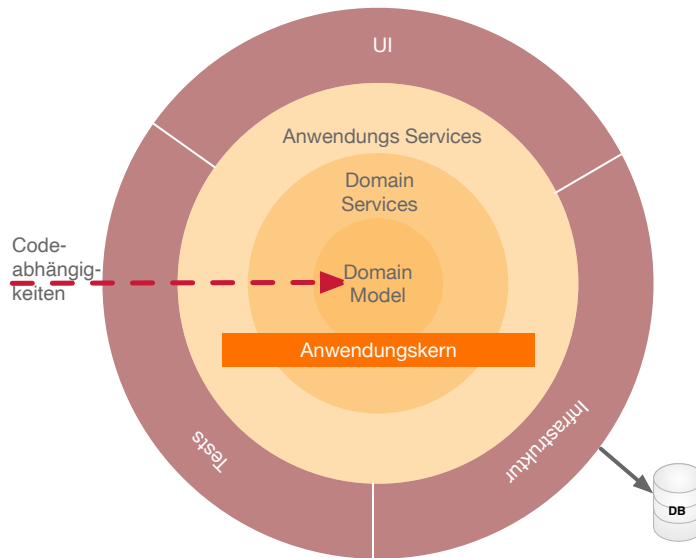 UI
Anwendungs Services
Domain
Services
Code-
abhängig-
keiten
Domain
Model
Anwendungskern
Tests
Infrastruktur
DB